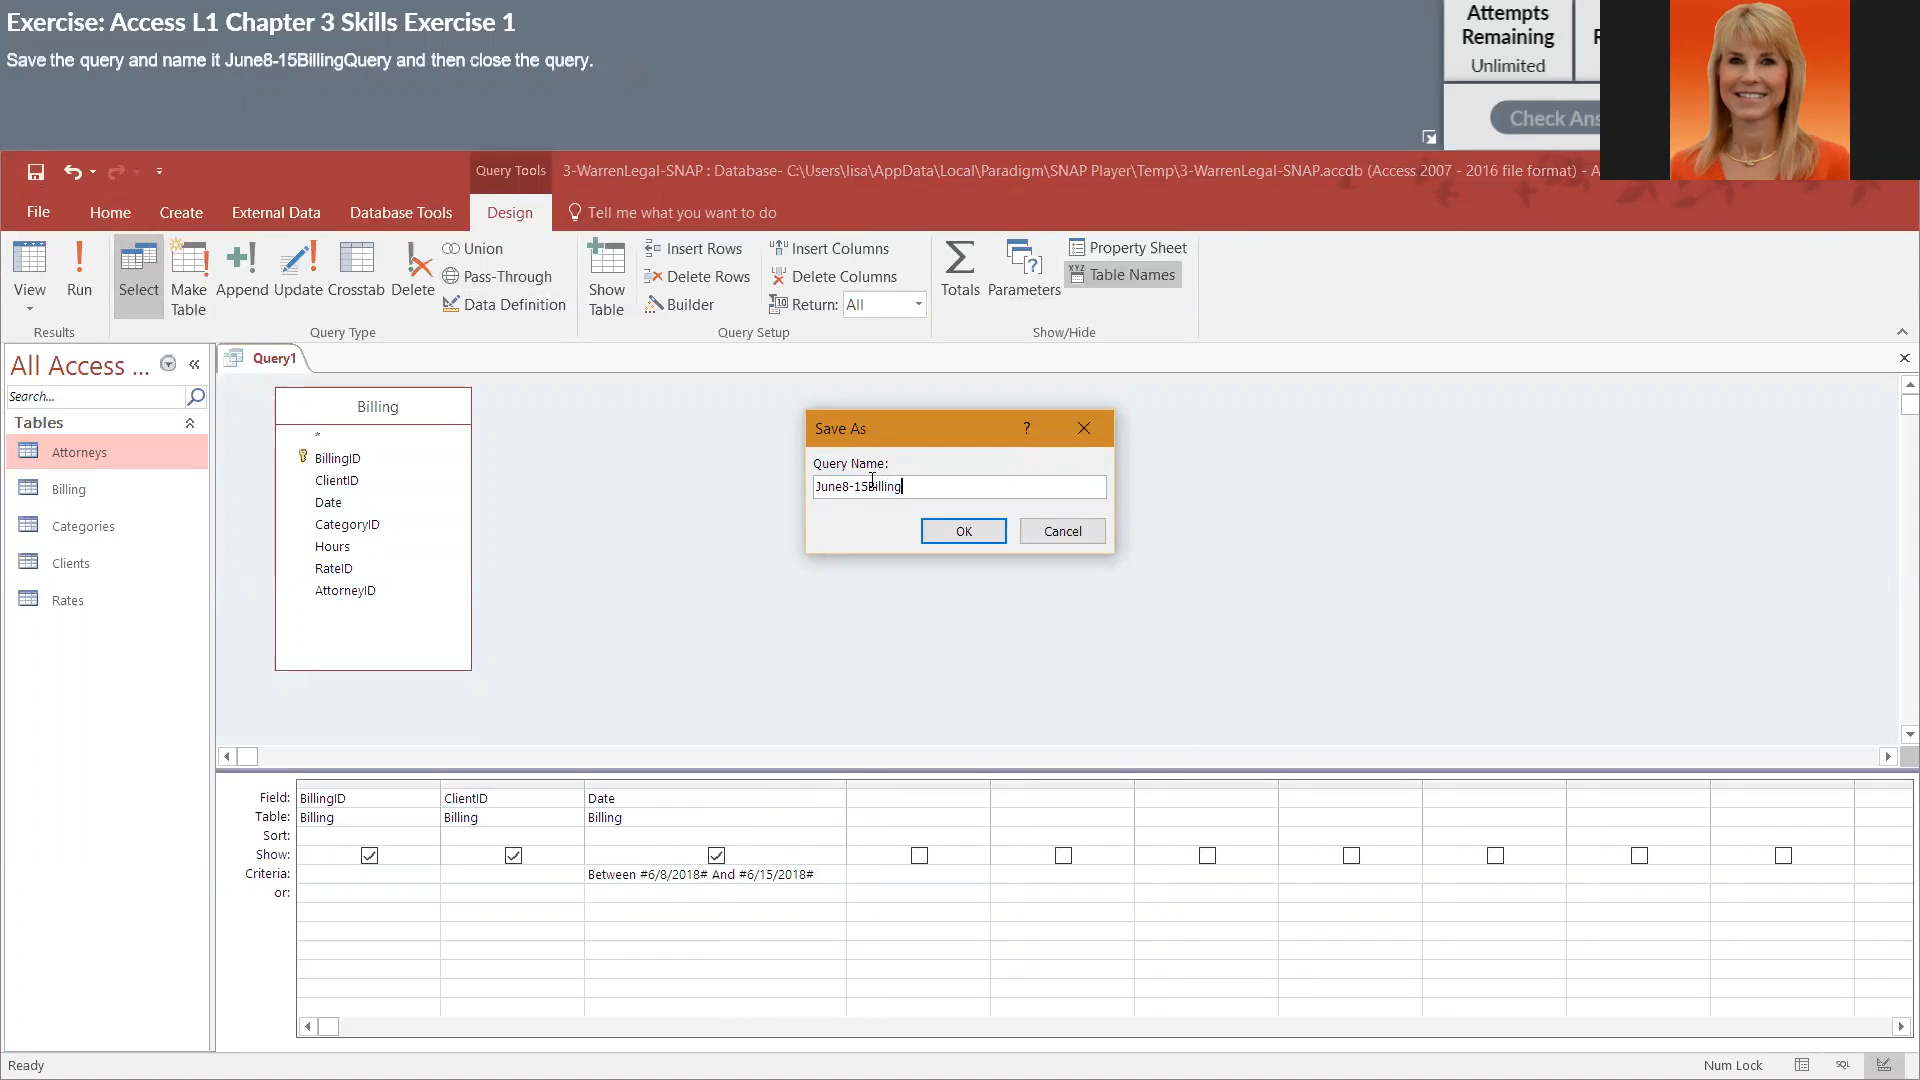 Exercise: Access L1 Chapter 3 Skills Exercise 1
Save the query and name it June8-15BillingQuery and then close the query.
Attempts
Remaining
Unlimited
Check Ans
Query Tools
3-WarrenLegal-SNAP : Database- C:\Users\lisa\AppData\Local\Paradigm\SNAP Player\Temp\3-WarrenLegal-SNAP.accdb (Access 2007 - 2016 file format) - A
File
Home
Create
External Data
Database Tools
Design
Tell me what you want to do
View
Run
Select
Make
Table
Append
Update
Crosstab
Delete
Union
Pass-Through
Data Definition
Show
Table
Insert Rows
Delete Rows
Builder
Insert Columns
Delete Columns
Return: All
Totals
Parameters
Property Sheet
Table Names
Results
Query Type
Query Setup
Show/Hide
All Access ...
Query1
Search...
Tables
Attorneys
Billing
Categories
Clients
Rates
Billing
*
BillingID
ClientID
Date
CategoryID
Hours
RateID
AttorneyID
Save As
?
Query Name:
June8-15Billing
OK
Cancel
Field: BillingID ClientID Date
Table: Billing Billing Billing
Sort:
Show:
Criteria: Between #6/8/2018# And #6/15/2018#
or:
Ready
Num Lock
SQL